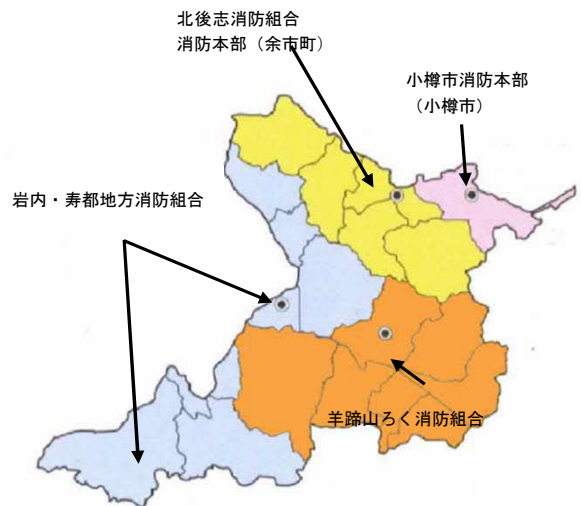 北後志消防組合
消防本部（余市町）
小樽市消防本部
（小樽市）
岩内・寿都地方消防組合
羊蹄山ろく消防組合